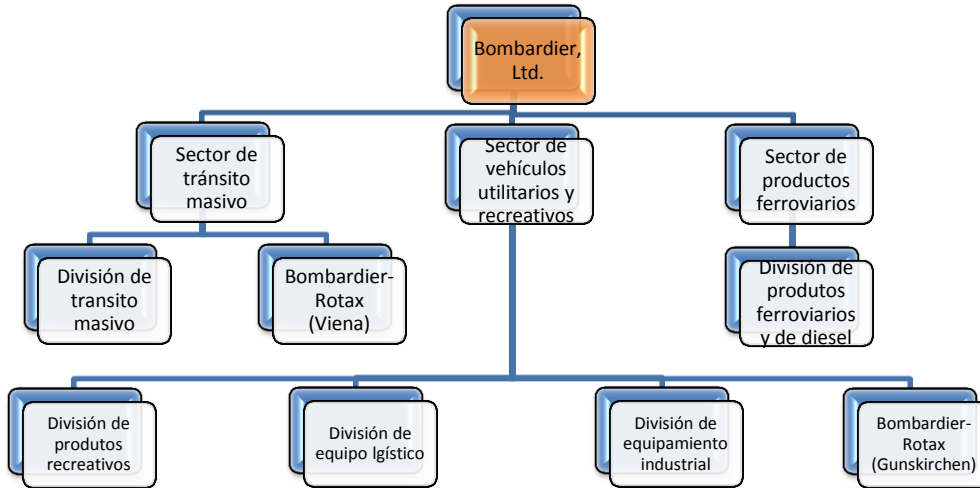 Bombardier,
Ltd.
Sector de
tránsito
masivo
Sector de
vehículos
utilitarios y
recreativos
Sector de
productos
ferroviarios
División de
transito
masivo
Bombardier-
Rotax
(Viena)
División de
produtos
ferroviarios
y de diesel
División de
produtos
recreativos
División de
equipo lgístico
División de
equipamiento
industrial
Bombardier-
Rotax
(Gunskirchen)